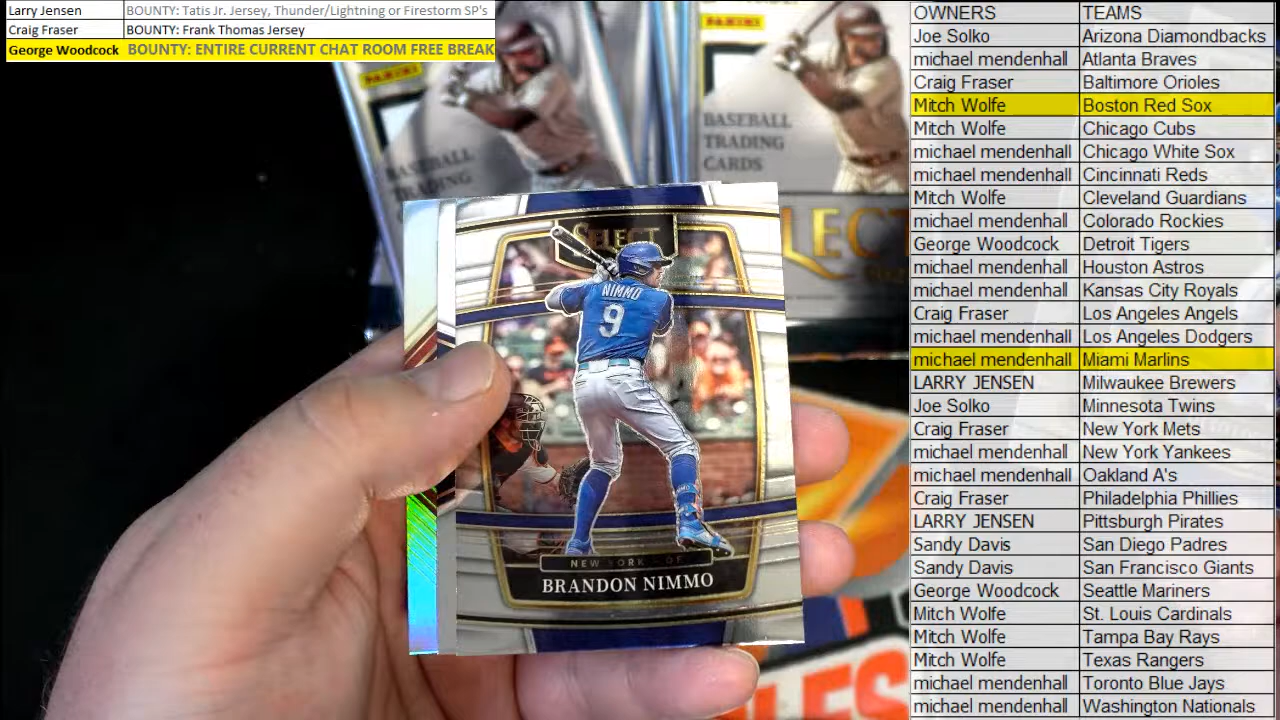 Larry Jensen BOUNTY: Tatis Jr. Jersey, Thunder/Lightning or Firestorm SP's
Craig Fraser BOUNTY: Frank Thomas Jersey
George Woodcock BOUNTY: ENTIRE CURRENT CHAT ROOM FREE BREAK
PANINI
BASEBALL
TRADING
PANINI
BASEBALL
TRADING
CARDS
SELECT
NIMMO
9
NEW YORK - OF
BRANDON NIMMO
OWNERS TEAMS
Joe Solko Arizona Diamondbacks
michael mendenhall Atlanta Braves
Craig Fraser Baltimore Orioles
Mitch Wolfe Boston Red Sox
Mitch Wolfe Chicago Cubs
michael mendenhall Chicago White Sox
michael mendenhall Cincinnati Reds
Mitch Wolfe Cleveland Guardians
michael mendenhall Colorado Rockies
George Woodcock Detroit Tigers
michael mendenhall Houston Astros
michael mendenhall Kansas City Royals
Craig Fraser Los Angeles Angels
michael mendenhall Los Angeles Dodgers
michael mendenhall Miami Marlins
LARRY JENSEN Milwaukee Brewers
Joe Solko Minnesota Twins
Craig Fraser New York Mets
michael mendenhall New York Yankees
michael mendenhall Oakland A's
Craig Fraser Philadelphia Phillies
LARRY JENSEN Pittsburgh Pirates
Sandy Davis San Diego Padres
Sandy Davis San Francisco Giants
George Woodcock Seattle Mariners
Mitch Wolfe St. Louis Cardinals
Mitch Wolfe Tampa Bay Rays
Mitch Wolfe Texas Rangers
michael mendenhall Toronto Blue Jays
michael mendenhall Washington Nationals